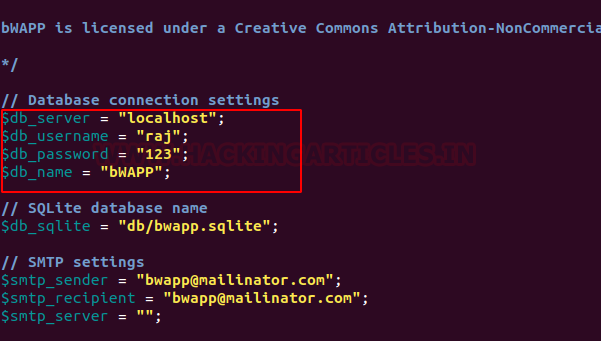 bWAPP is licensed under a Creative Commons Attribution-NonCommercia
*/
// Database connection settings
$db_server = "localhost";
$db_username = "raj";
$db_password = "123";
$db_name = "bWAPP";
WWW.HACKINGARTICLES.IN
// SQLite database name
$db_sqlite = "db/bwapp.sqlite";
// SMTP settings
$smtp_sender = "bwapp@mailinator.com";
$smtp_recipient = "bwapp@mailinator.com";
$smtp_server = "";